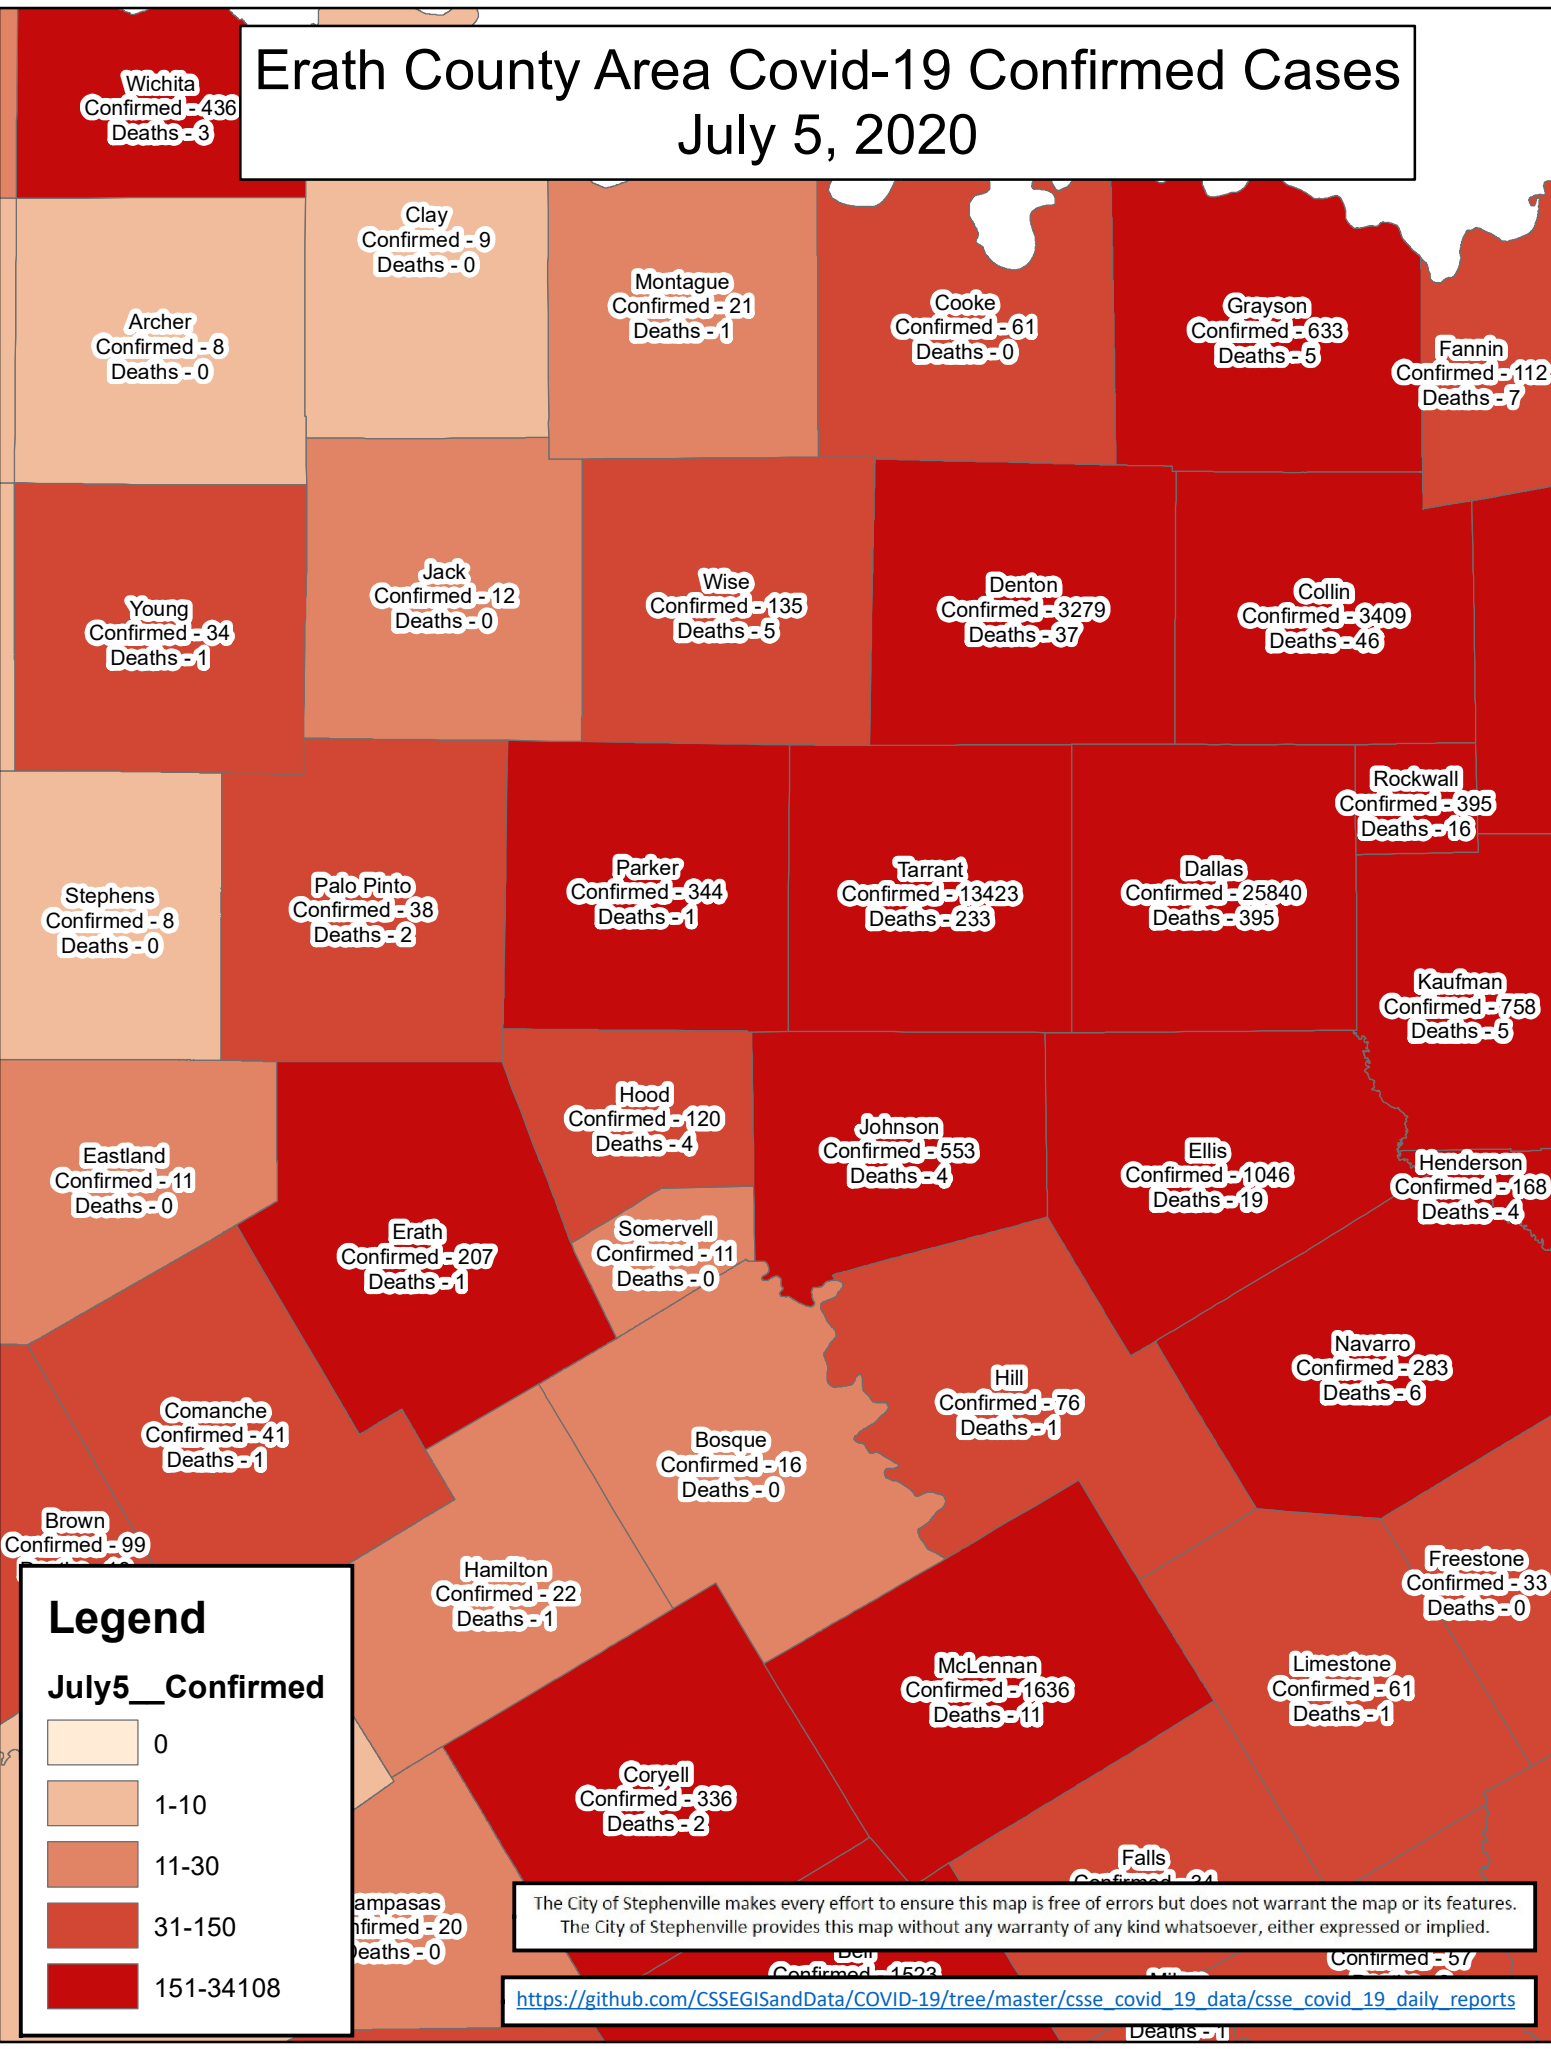 Erath County Area Covid-19 Confirmed Cases
July 5, 2020
Wichita
Confirmed - 436
Deaths - 3
Clay
Confirmed - 9
Deaths - 0
Montague
Confirmed - 21
Deaths - 1
Cooke
Confirmed - 61
Deaths - 0
Grayson
Confirmed - 633
Deaths - 5
Fannin
Confirmed - 112
Deaths - 7
Archer
Confirmed - 8
Deaths - 0
Young
Confirmed - 34
Deaths - 1
Jack
Confirmed - 12
Deaths - 0
Wise
Confirmed - 135
Deaths - 5
Denton
Confirmed - 3279
Deaths - 37
Collin
Confirmed - 3409
Deaths - 46
Rockwall
Confirmed - 395
Deaths - 16
Stephens
Confirmed - 8
Deaths - 0
Palo Pinto
Confirmed - 38
Deaths - 2
Parker
Confirmed - 344
Deaths - 1
Tarrant
Confirmed - 13423
Deaths - 233
Dallas
Confirmed - 25840
Deaths - 395
Kaufman
Confirmed - 758
Deaths - 5
Eastland
Confirmed - 11
Deaths - 0
Erath
Confirmed - 207
Deaths - 1
Hood
Confirmed - 120
Deaths - 4
Somervell
Confirmed - 11
Deaths - 0
Johnson
Confirmed - 553
Deaths - 4
Ellis
Confirmed - 1046
Deaths - 19
Henderson
Confirmed - 168
Deaths - 4
Comanche
Confirmed - 41
Deaths - 1
Bosque
Confirmed - 16
Deaths - 0
Hill
Confirmed - 76
Deaths - 1
Navarro
Confirmed - 283
Deaths - 6
Brown
Confirmed - 99
Hamilton
Confirmed - 22
Deaths - 1
McLennan
Confirmed - 1636
Deaths - 11
Limestone
Confirmed - 61
Deaths - 1
Freestone
Confirmed - 33
Deaths - 0
Coryell
Confirmed - 336
Deaths - 2
Falls
Confirmed - 34
ampasas
nfirmed - 20
Deaths - 0
Bell
Confirmed - 1523
Confirmed - 57
Deaths - 1
Legend
July5__Confirmed
0
1-10
11-30
31-150
151-34108
The City of Stephenville makes every effort to ensure this map is free of errors but does not warrant the map or its features.
The City of Stephenville provides this map without any warranty of any kind whatsoever, either expressed or implied.
https://github.com/CSSEGISandData/COVID-19/tree/master/csse_covid_19_data/csse_covid_19_daily_reports